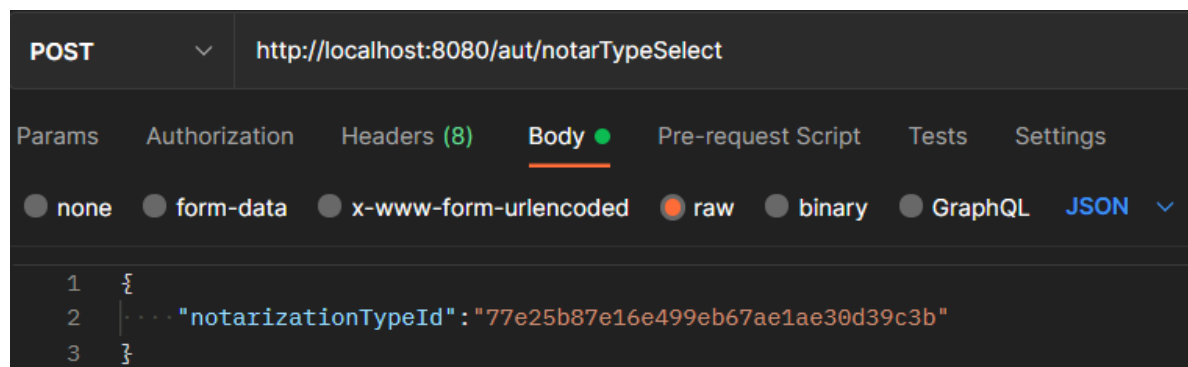 POST http://localhost:8080/aut/notarTypeSelect
Params Authorization Headers (8) Body Pre-request Script Tests Settings
none form-data x-www-form-urlencoded raw binary GraphQL JSON
1 {
2 "notarizationTypeId":"77e25b87e16e499eb67ae1ae30d39c3b"
3 }